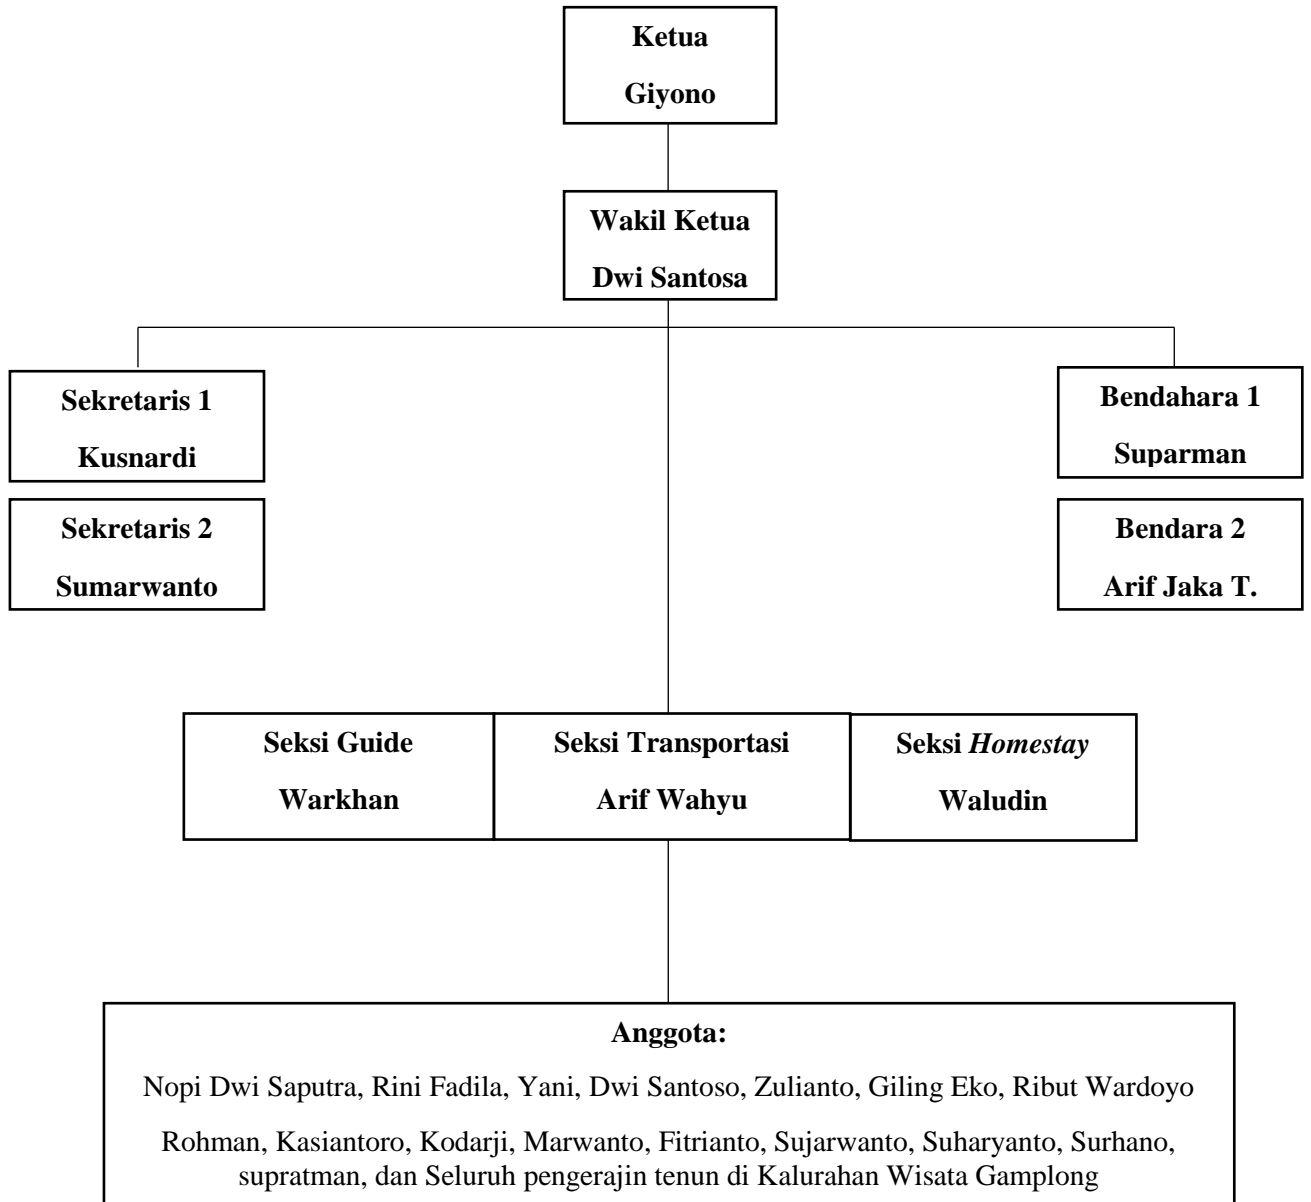 Ketua
Giyono
Wakil Ketua
Dwi Santosa
Sekretaris 1
Kusnardi
Bendahara 1
Suparman
Sekretaris 2
Sumarwanto
Bendara 2
Arif Jaka T.
Seksi Guide
Warkhan
Seksi Transportasi
Arif Wahyu
Seksi Homestay
Waludin
Anggota:
Nopi Dwi Saputra, Rini Fadila, Yani, Dwi Santoso, Zulianto, Giling Eko, Ribut Wardoyo
Rohman, Kasiantoro, Kodarji, Marwanto, Fitrianto, Sujarwanto, Suharyanto, Surhano,
supratman, dan Seluruh pengerajin tenun di Kalurahan Wisata Gamplong